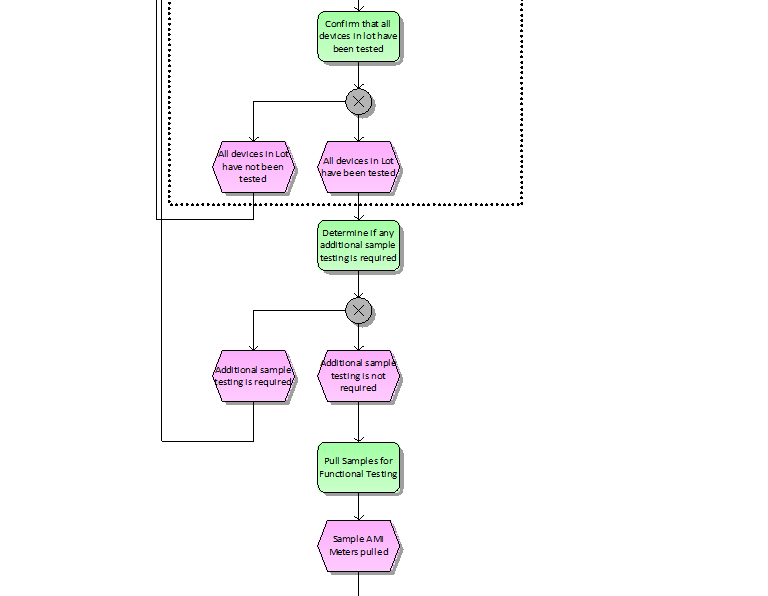 Confirm that all
devices in lot have
been tested
All devices in Lot
have not been
tested
All devices in Lot
have been tested
Determine if any
additional sample
testing is required
Additional sample
testing is required
Additional sample
testing is not
required
Pull Samples for
Functional Testing
Sample AMI
Meters pulled